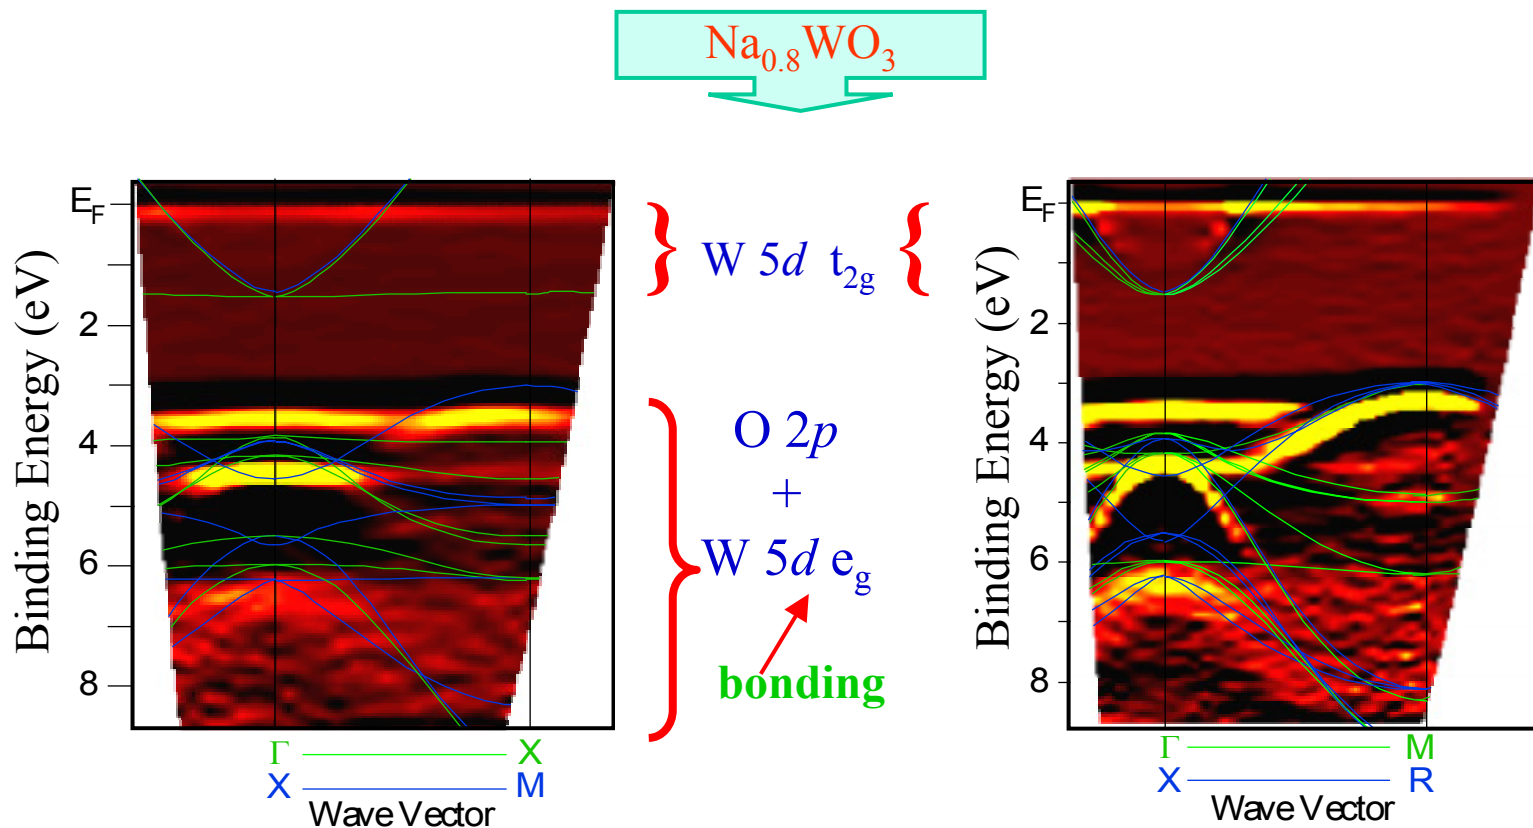 Na0.8WO3
Binding Energy (eV)
EF
2
4
6
8
Γ X
X M
Wave Vector
} W 5d t2g {
O 2p
+
W 5d eg
bonding
}
Binding Energy (eV)
EF
2
4
6
8
Γ M
X R
Wave Vector